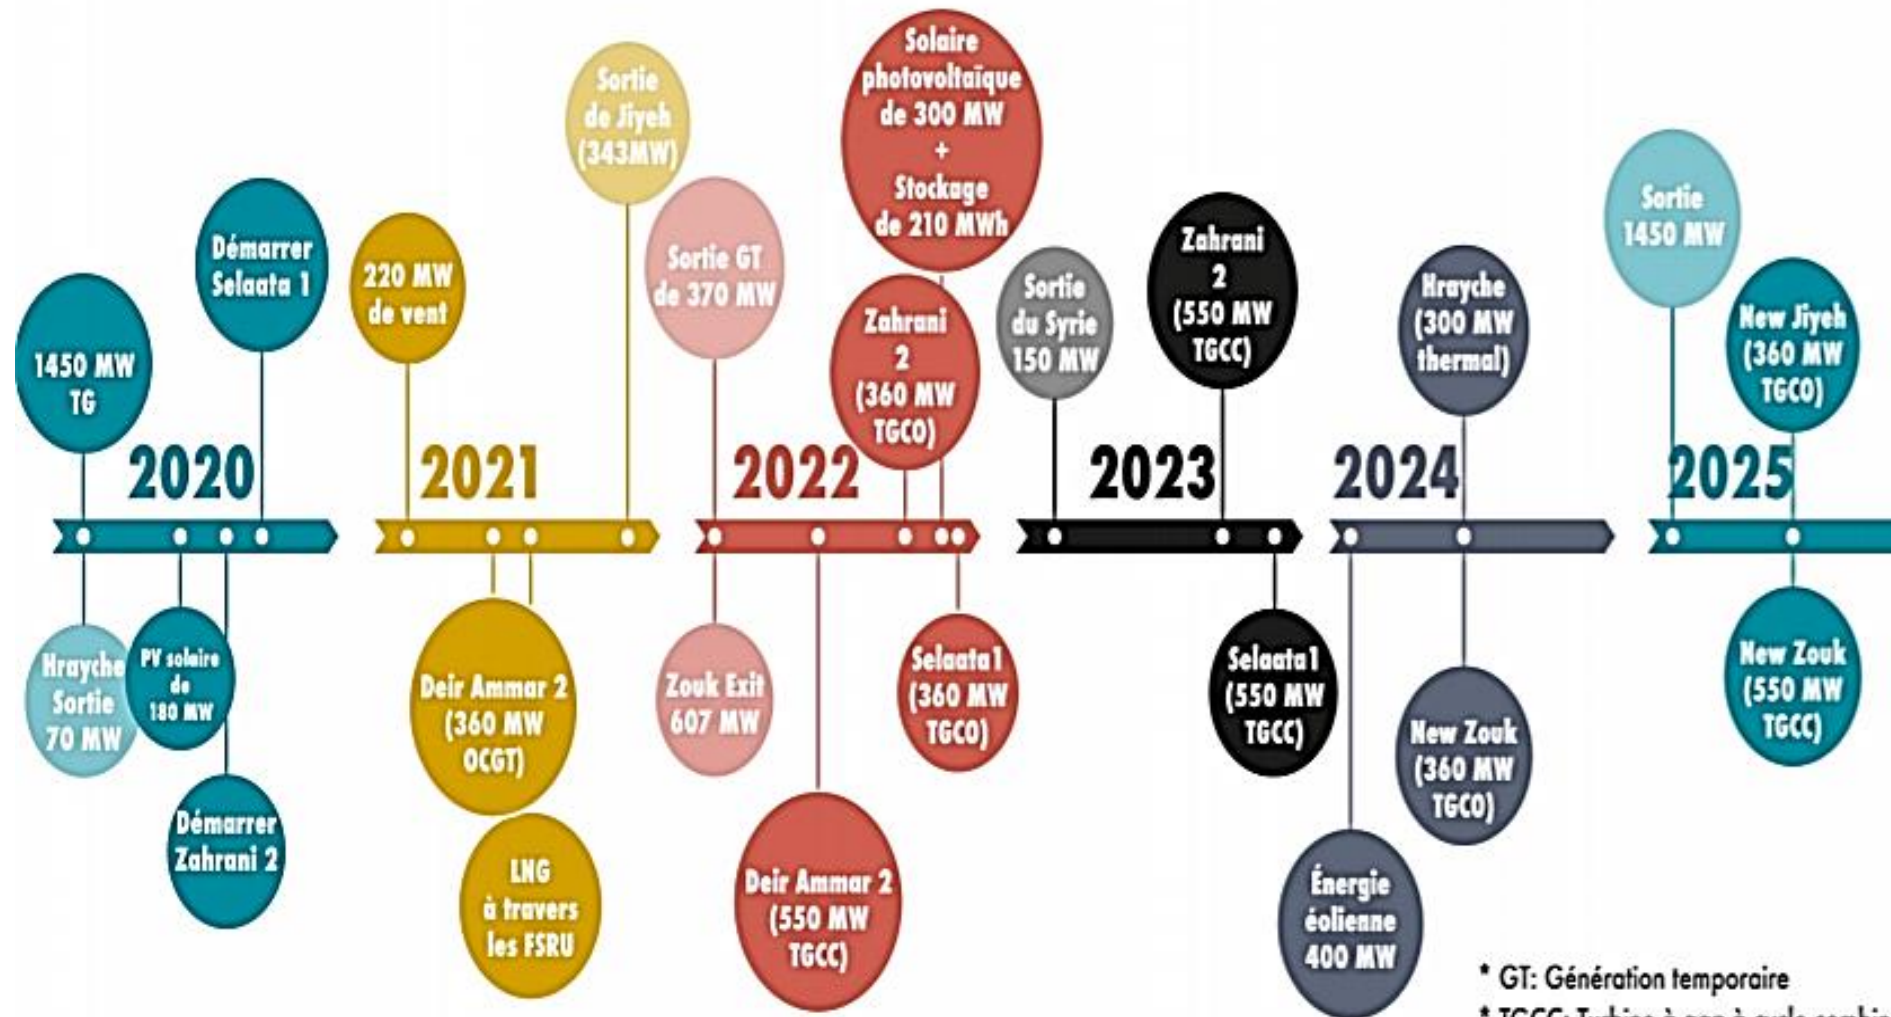 1450 MW
TG
Hrayche
Sortie
70 MW
2020
PV solaire
de
180 MW
Démarrer
Zahrani 2
Démarrer
Selaata 1
220 MW
de vent
2021
Deir Ammar 2
(360 MW
OCGT)
LNG
à travers
les FSRU
Sortie
de Jiyeh
(343MW)
Sortie GT
de 370 MW
2022
Zouk Exit
607 MW
Deir Ammar 2
(550 MW
TGCC)
Zahrani
2
(360 MW
TGCO)
Solaire
photovoltaïque
de 300 MW
+
Stockage
de 210 MWh
Selaata1
(360 MW
TGCO)
Sortie
du Syrie
150 MW
2023
Zahrani
2
(550 MW
TGCC)
Selaata1
(550 MW
TGCC)
2024
Énergie
éolienne
400 MW
Hrayche
(300 MW
thermal)
New Zouk
(360 MW
TGCO)
Sortie
1450 MW
2025
New Jiyeh
(360 MW
TGCO)
New Zouk
(550 MW
TGCC)
* GT: Génération temporaire
* TGCC: Turbine à gaz à cycle combin